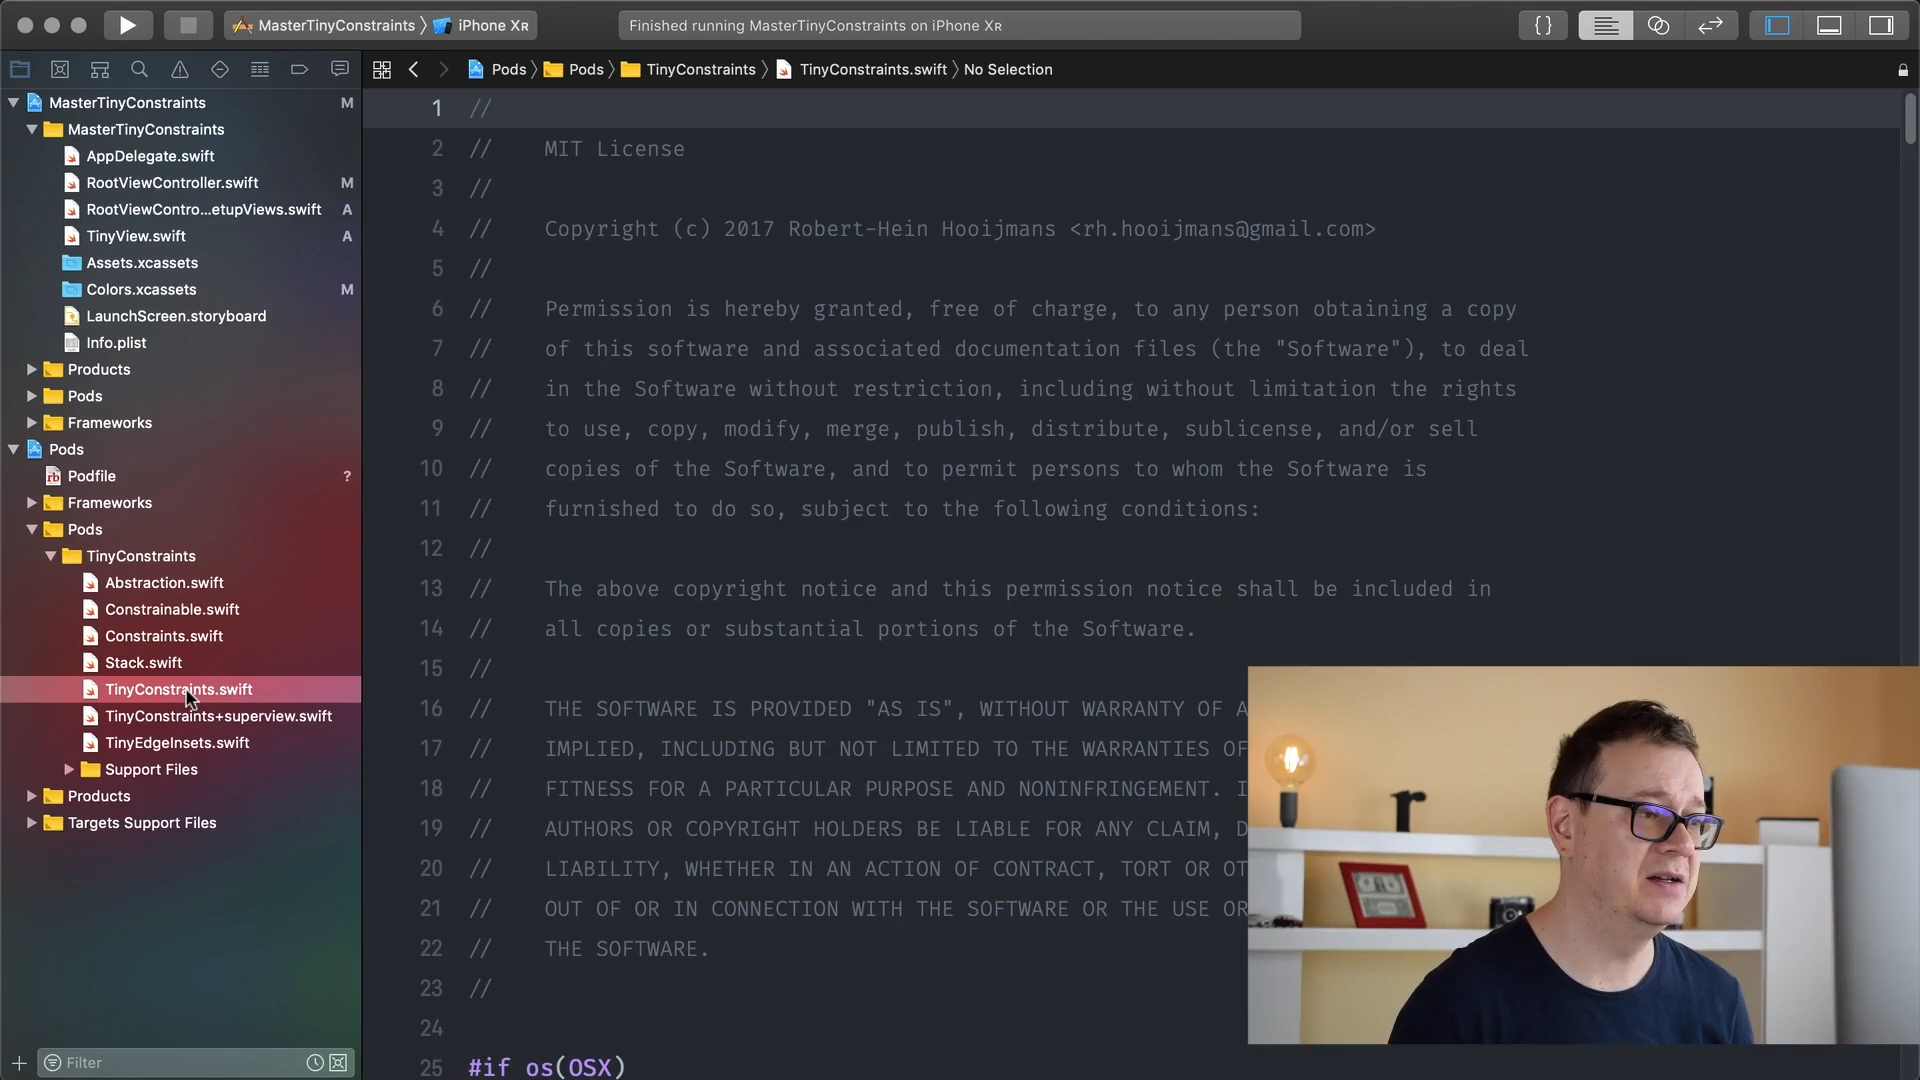 MasterTinyConstraints
iPhone XR
Finished running MasterTinyConstraints on iPhone XR
{}
Pods
Pods
TinyConstraints
TinyConstraints.swift
No Selection
MasterTinyConstraints M
MasterTinyConstraints
AppDelegate.swift
RootViewController.swift M
RootViewContro...etupViews.swift A
TinyView.swift A
Assets.xcassets
Colors.xcassets M
LaunchScreen.storyboard
Info.plist
Products
Pods
Frameworks
Pods
rb Podfile ?
Frameworks
Pods
TinyConstraints
Abstraction.swift
Constrainable.swift
Constraints.swift
Stack.swift
TinyConstraints.swift
TinyConstraints+superview.swift
TinyEdgeInsets.swift
Support Files
Products
Targets Support Files
Filter
1 //
2 // MIT License
3 //
4 // Copyright (c) 2017 Robert-Hein Hooijmans <rh.hooijmans@gmail.com>
5 //
6 // Permission is hereby granted, free of charge, to any person obtaining a copy
7 // of this software and associated documentation files (the "Software"), to deal
8 // in the Software without restriction, including without limitation the rights
9 // to use, copy, modify, merge, publish, distribute, sublicense, and/or sell
10 // copies of the Software, and to permit persons to whom the Software is
11 // furnished to do so, subject to the following conditions:
12 //
13 // The above copyright notice and this permission notice shall be included in
14 // all copies or substantial portions of the Software.
15 //
16 // THE SOFTWARE IS PROVIDED "AS IS", WITHOUT WARRANTY OF A
17 // IMPLIED, INCLUDING BUT NOT LIMITED TO THE WARRANTIES OF
18 // FITNESS FOR A PARTICULAR PURPOSE AND NONINFRINGEMENT. I
19 // AUTHORS OR COPYRIGHT HOLDERS BE LIABLE FOR ANY CLAIM, D
20 // LIABILITY, WHETHER IN AN ACTION OF CONTRACT, TORT OR OT
21 // OUT OF OR IN CONNECTION WITH THE SOFTWARE OR THE USE OR
22 // THE SOFTWARE.
23 //
24
25 #if os(OSX)